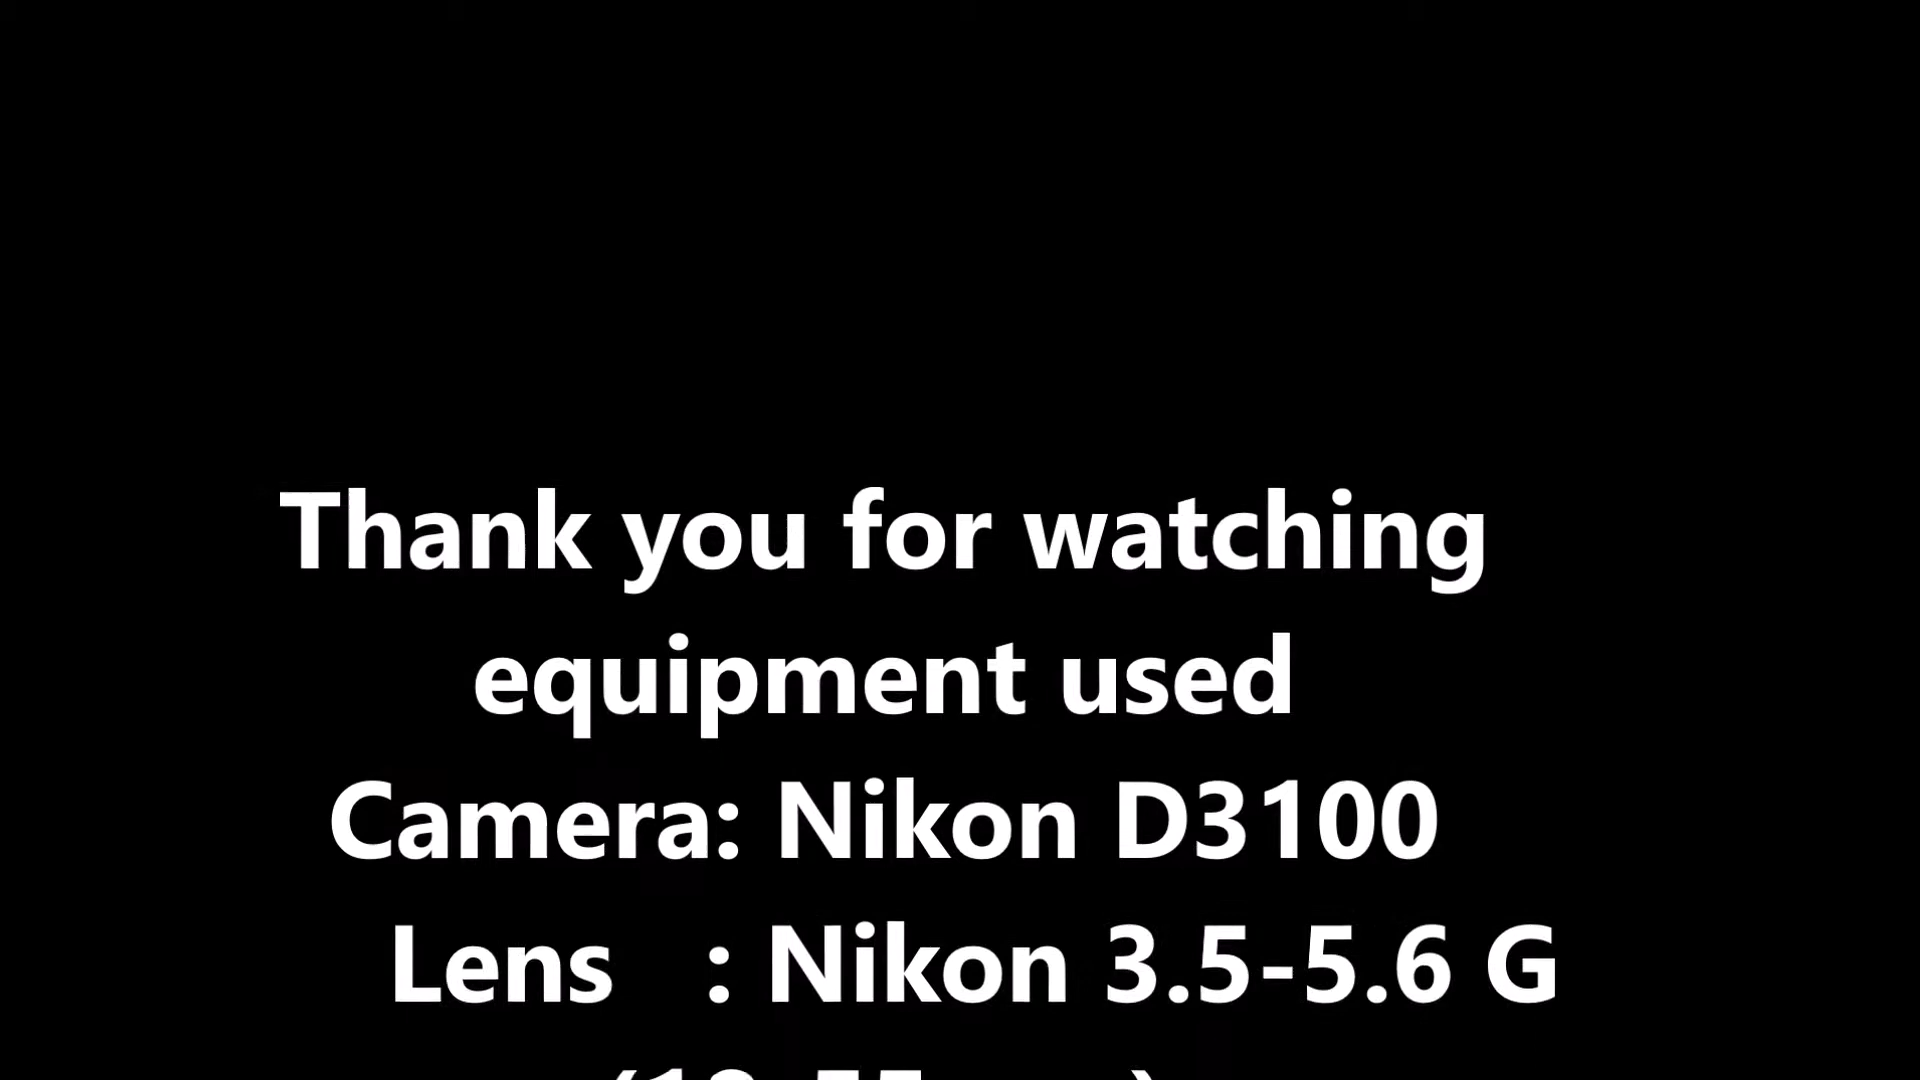 Thank you for watching
equipment used
Camera: Nikon D3100
Lens : Nikon 3.5-5.6 G